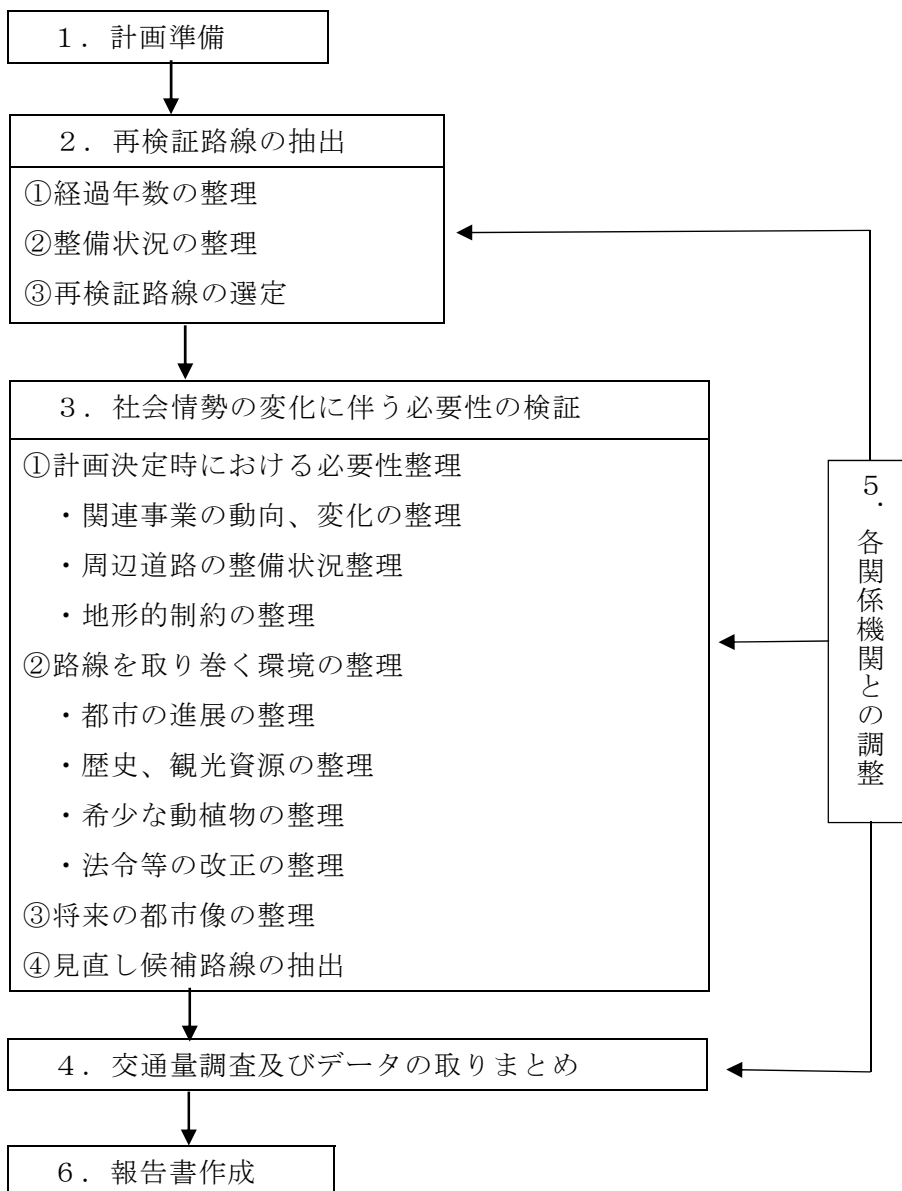 １．計画準備
２．再検証路線の抽出
①経過年数の整理
②整備状況の整理
③再検証路線の選定
３．社会情勢の変化に伴う必要性の検証
①計画決定時における必要性整理
・関連事業の動向、変化の整理
・周辺道路の整備状況整理
・地形的制約の整理
②路線を取り巻く環境の整理
・都市の進展の整理
・歴史、観光資源の整理
・希少な動植物の整理
・法令等の改正の整理
③将来の都市像の整理
④見直し候補路線の抽出
４．交通量調査及びデータの取りまとめ
５．各関係機関との調整
６．報告書作成